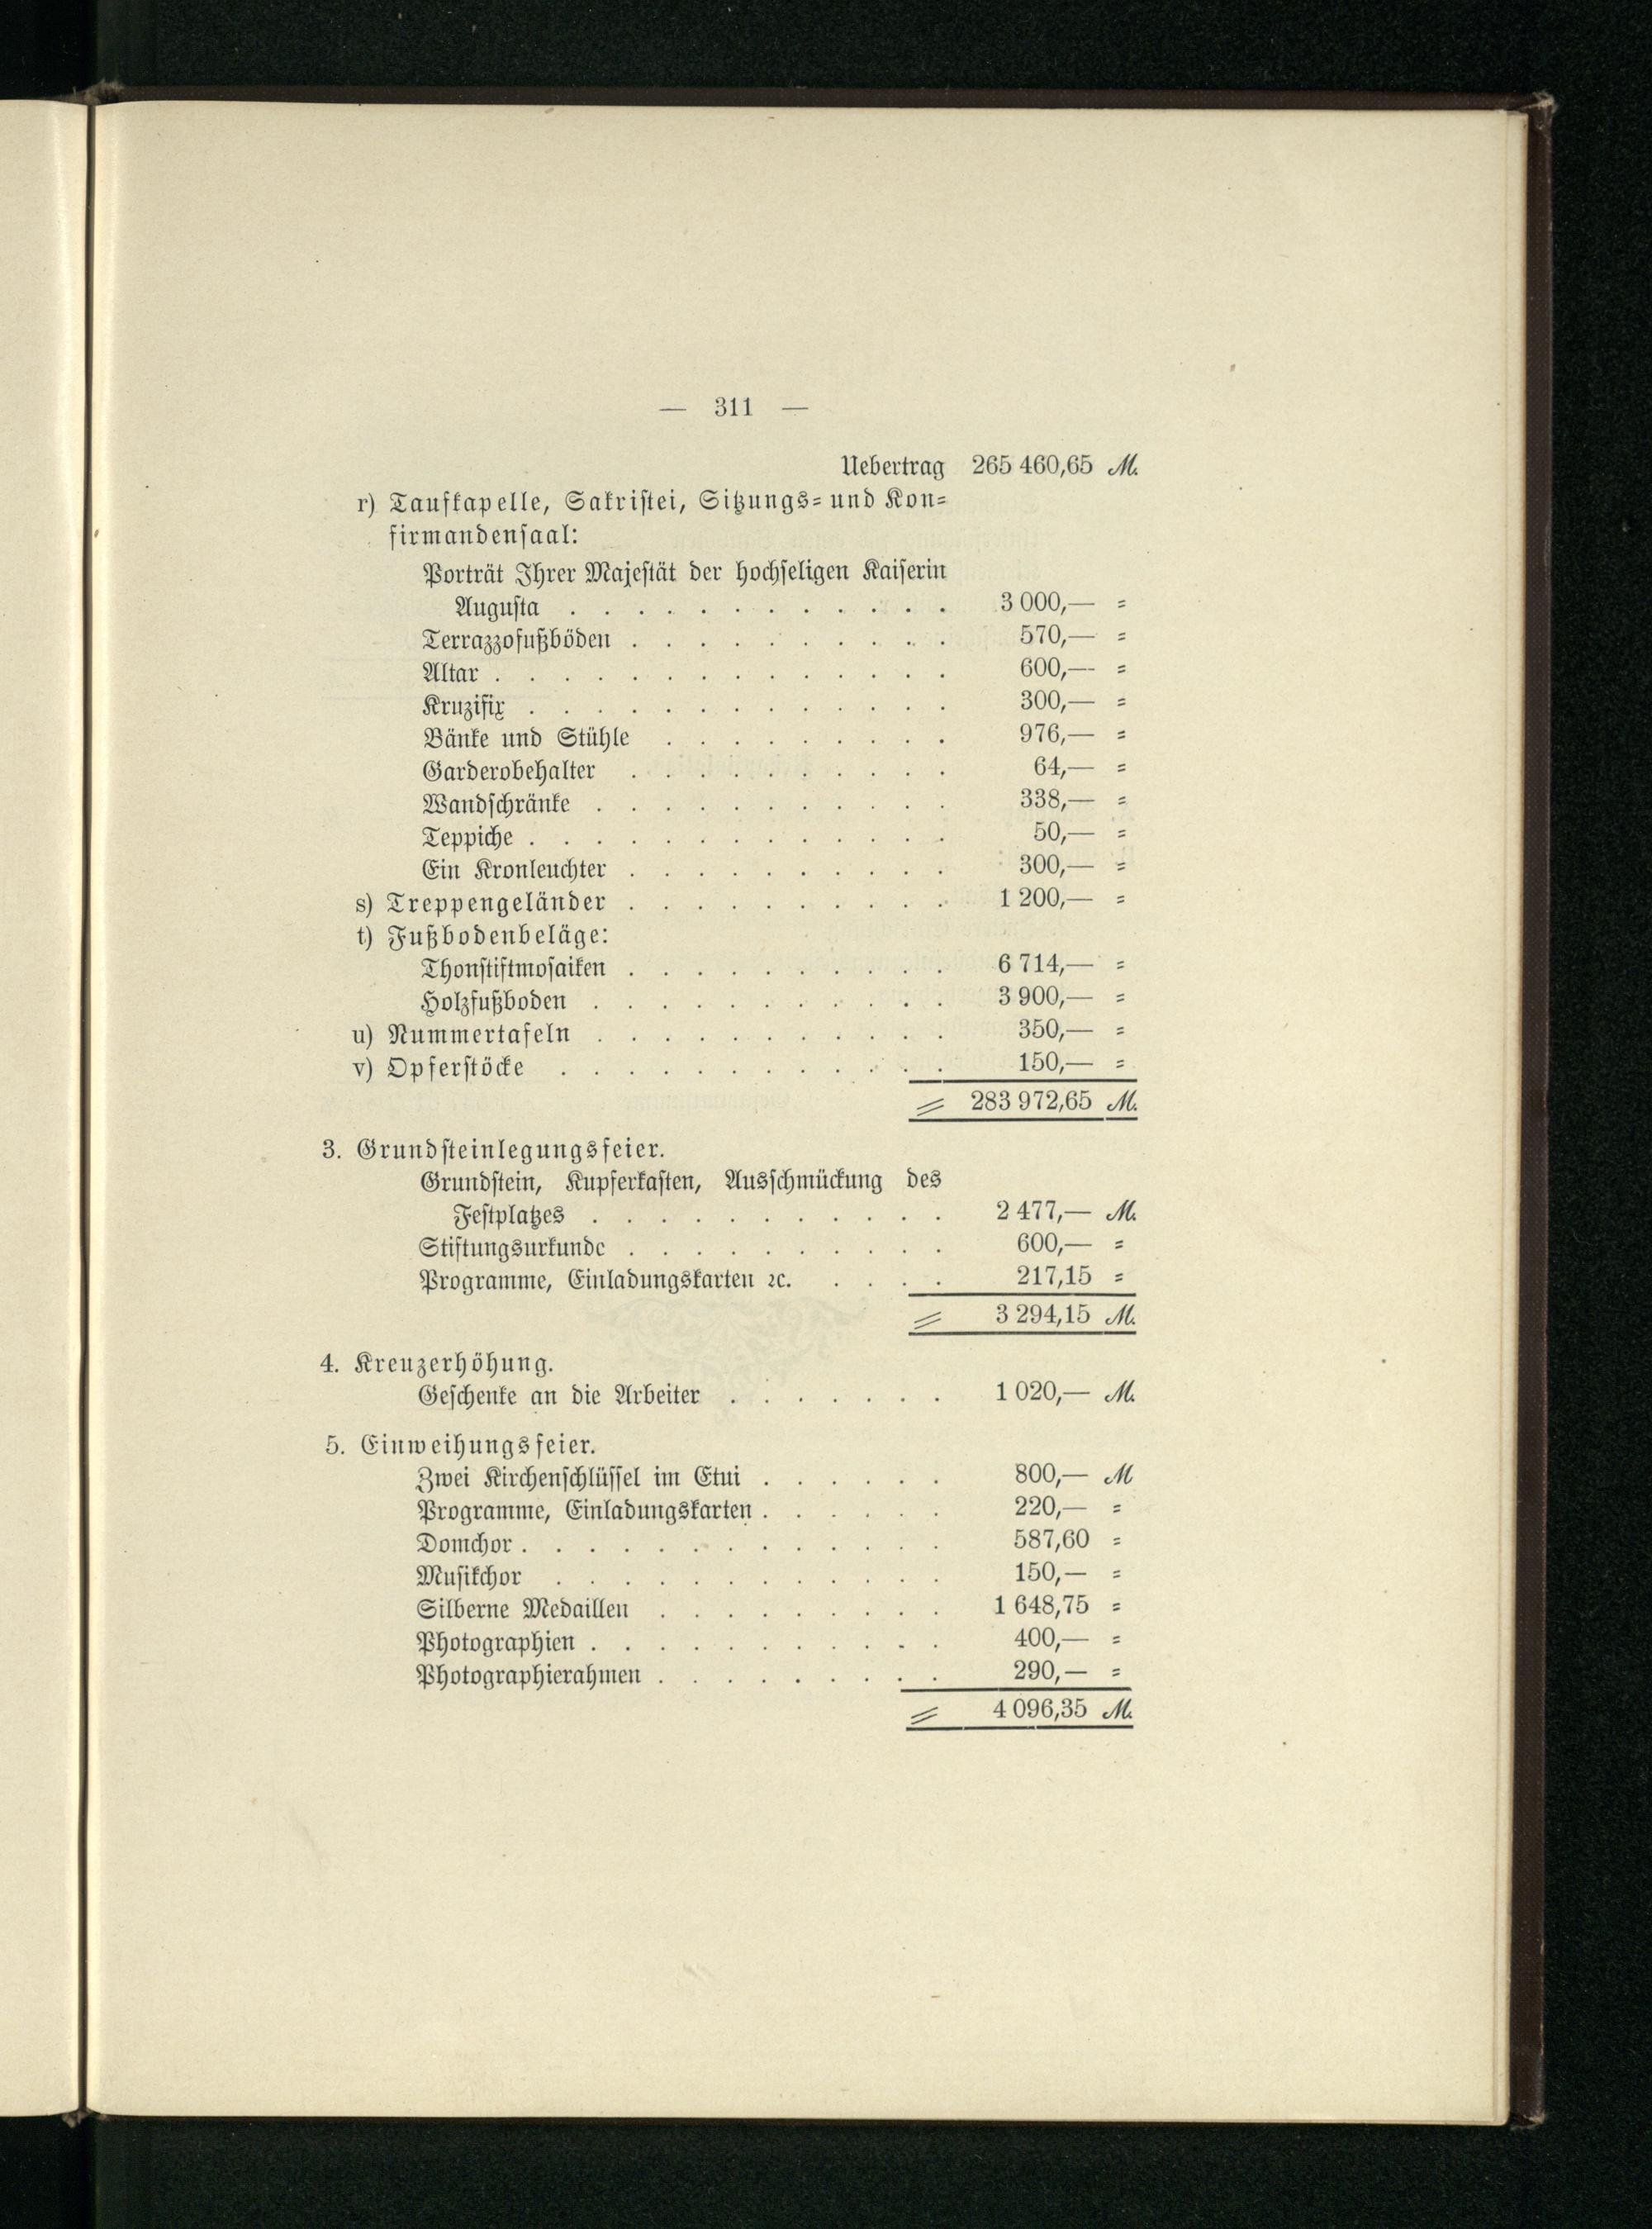 — 311 —
Uebertrag 265 460,65 M.
r) Taufkapelle, Sakristei, Sitzungs= und Kon=
firmandensaal:
Porträt Ihrer Majestät der hochseligen Kaiserin
Augusta . . . . . . . . . . . . 3 000,— =
Terrazzofußböden . . . . . . . . . . 570,— =
Altar . . . . . . . . . . . . . . 600,— =
Kruzifix . . . . . . . . . . . . . 300,— =
Bänke und Stühle . . . . . . . . . 976,— =
Garderobehalter . . . . . . . . . . 64,— =
Wandschränke . . . . . . . . . . . 338,— =
Teppiche . . . . . . . . . . . . . 50,— =
Ein Kronleuchter . . . . . . . . . . 300,— =
s) Treppengeländer . . . . . . . . . . 1 200,— =
t) Fußbodenbeläge:
Thonstiftmosaiken . . . . . . . . . . 6 714,— =
Holzfußboden . . . . . . . . . . . 3 900,— =
u) Nummertafeln . . . . . . . . . . . 350,— =
v) Opferstöcke . . . . . . . . . . . . 150,— =
= 283 972,65 M.
3. Grundsteinlegungsfeier.
Grundstein, Kupferkasten, Ausschmückung des
Festplatzes . . . . . . . . . . . 2 477,— M.
Stiftungsurkunde . . . . . . . . . . 600,— =
Programme, Einladungskarten ꝛc. . . . . 217,15 =
= 3 294,15 M.
4. Kreuzerhöhung.
Geschenke an die Arbeiter . . . . . . . 1 020,— M.
5. Einweihungsfeier.
Zwei Kirchenschlüssel im Etui . . . . . . 800,— M
Programme, Einladungskarten . . . . . . 220,— =
Domchor . . . . . . . . . . . . . 587,60 =
Musikchor . . . . . . . . . . . . 150,— =
Silberne Medaillen . . . . . . . . . 1 648,75 =
Photographien . . . . . . . . . . . 400,— =
Photographierahmen . . . . . . . . . 290,— =
= 4 096,35 M.